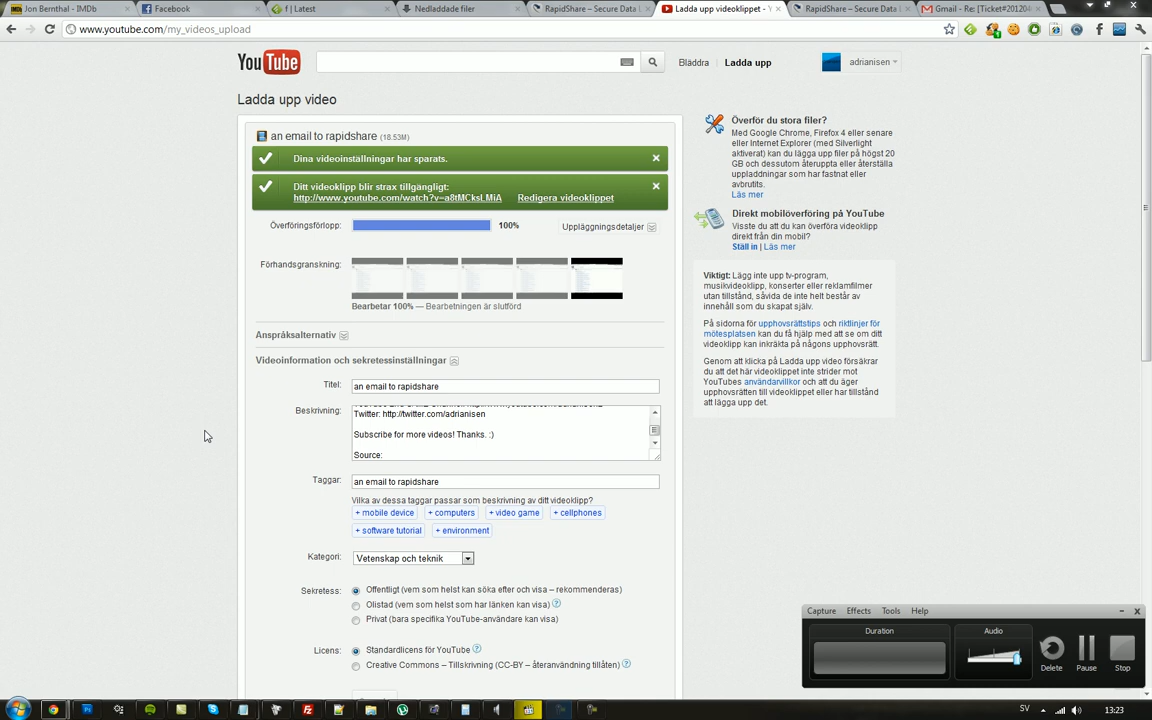 Jon Bernthal - IMDb
Facebook
f | Latest
Nedladdade filer
RapidShare – Secure Data L
Ladda upp videoklippet - Y
RapidShare – Secure Data L
Gmail - Re: [Ticket#20120
www.youtube.com/my_videos_upload
YouTube
Bläddra
Ladda upp
adrianisen
Ladda upp video
an email to rapidshare (18.53M)
Dina videoinställningar har sparats.
Ditt videoklipp blir strax tillgängligt:
http://www.youtube.com/watch?v=a8tMCksLMiA Redigera videoklippet
Överföringsförlopp:
100%
Uppläggningsdetaljer
Förhandsgranskning:
Bearbetar 100% — Bearbetningen är slutförd
Anspråksalternativ
Videoinformation och sekretessinställningar
Titel:
an email to rapidshare
Beskrivning:
Twitter: http://twitter.com/adrianisen
Subscribe for more videos! Thanks. :)
Source:
Taggar:
an email to rapidshare
Vilka av dessa taggar passar som beskrivning av ditt videoklipp?
+ mobile device
+ computers
+ video game
+ cellphones
+ software tutorial
+ environment
Kategori:
Vetenskap och teknik
Sekretess:
Offentligt (vem som helst kan söka efter och visa – rekommenderas)
Olistad (vem som helst som har länken kan visa)
Privat (bara specifika YouTube-användare kan visa)
Licens:
Standardlicens för YouTube
Creative Commons – Tillskrivning (CC-BY – återanvändning tillåten)
Överför du stora filer?
Med Google Chrome, Firefox 4 eller senare
eller Internet Explorer (med Silverlight
aktiverat) kan du lägga upp filer på högst 20
GB och dessutom återuppta eller återställa
uppladdningar som har fastnat eller
avbrutits.
Läs mer
Direkt mobilöverföring på YouTube
Visste du att du kan överföra videoklipp
direkt från din mobil?
Ställ in | Läs mer
Viktigt: Lägg inte upp tv-program,
musikvideoklipp, konserter eller reklamfilmer
utan tillstånd, såvida de inte helt består av
innehåll som du skapat själv.
På sidorna för upphovsrättstips och riktlinjer för
mötesplatsen kan du få hjälp med att se om ditt
videoklipp kan inkräkta på någons upphovsrätt.
Genom att klicka på Ladda upp video försäkrar
du att det här videoklippet inte strider mot
YouTubes användarvillkor och att du äger
upphovsrätten till videoklippet eller har tillstånd
att lägga upp det.
Capture
Effects
Tools
Help
Duration
Audio
Delete
Pause
Stop
SV
13:23